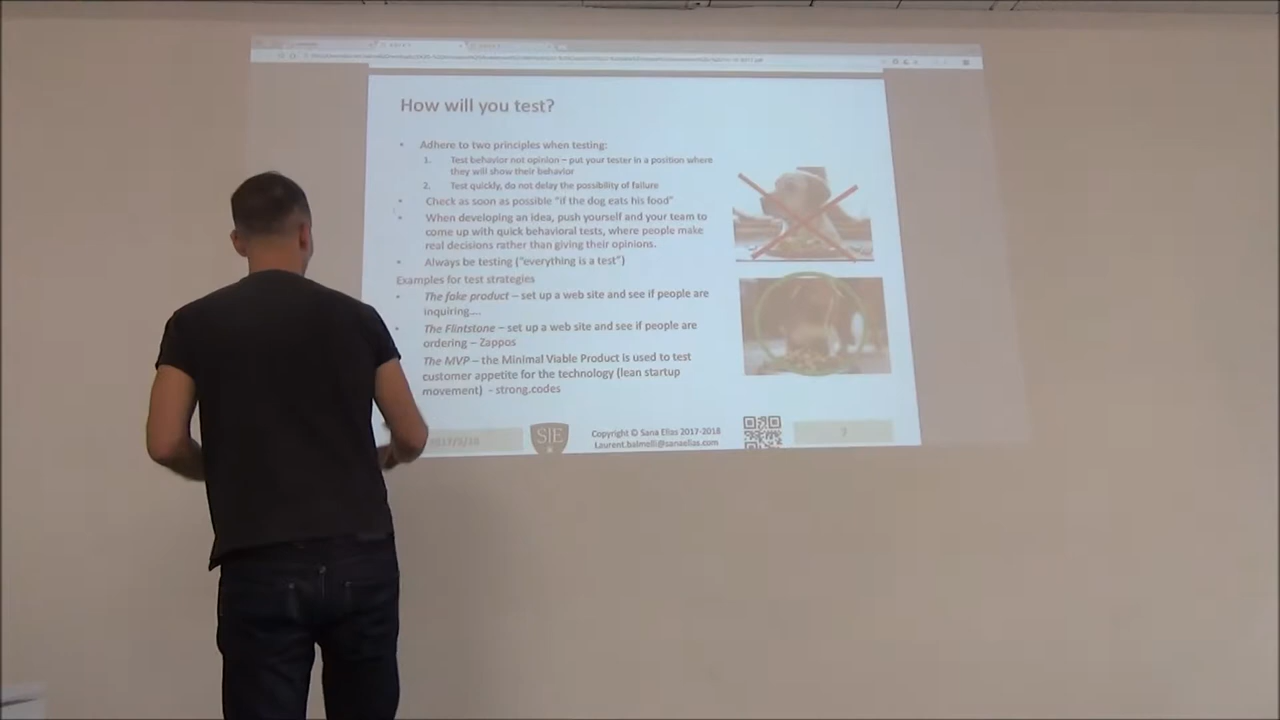 How will you test?
• Adhere to two principles when testing:
1. Test behavior not opinion – put your tester in a position where
they will show their behavior
2. Test quickly, do not delay the possibility of failure
• Check as soon as possible "if the dog eats his food"
• When developing an idea, push yourself and your team to
come up with quick behavioral tests, where people make
real decisions rather than giving their opinions.
• Always be testing ("everything is a test")
Examples for test strategies
• The fake product – set up a web site and see if people are
inquiring....
• The Flintstone – set up a web site and see if people are
ordering – Zappos
The MVP – the Minimal Viable Product is used to test
customer appetite for the technology (lean startup
movement) - strong.codes
SIE
Copyright © Sana Elias 2017-2018
Laurent.balmelli@sanaelias.com
7